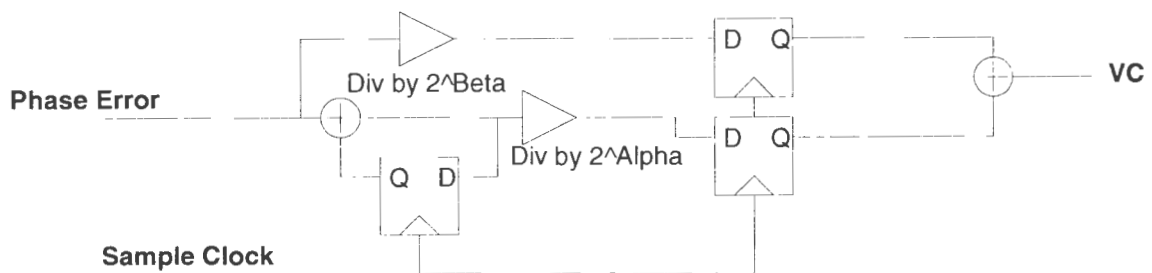 D Q
Div by 2^Beta
VC
Phase Error
D Q
Div by 2^Alpha
Q D
Sample Clock